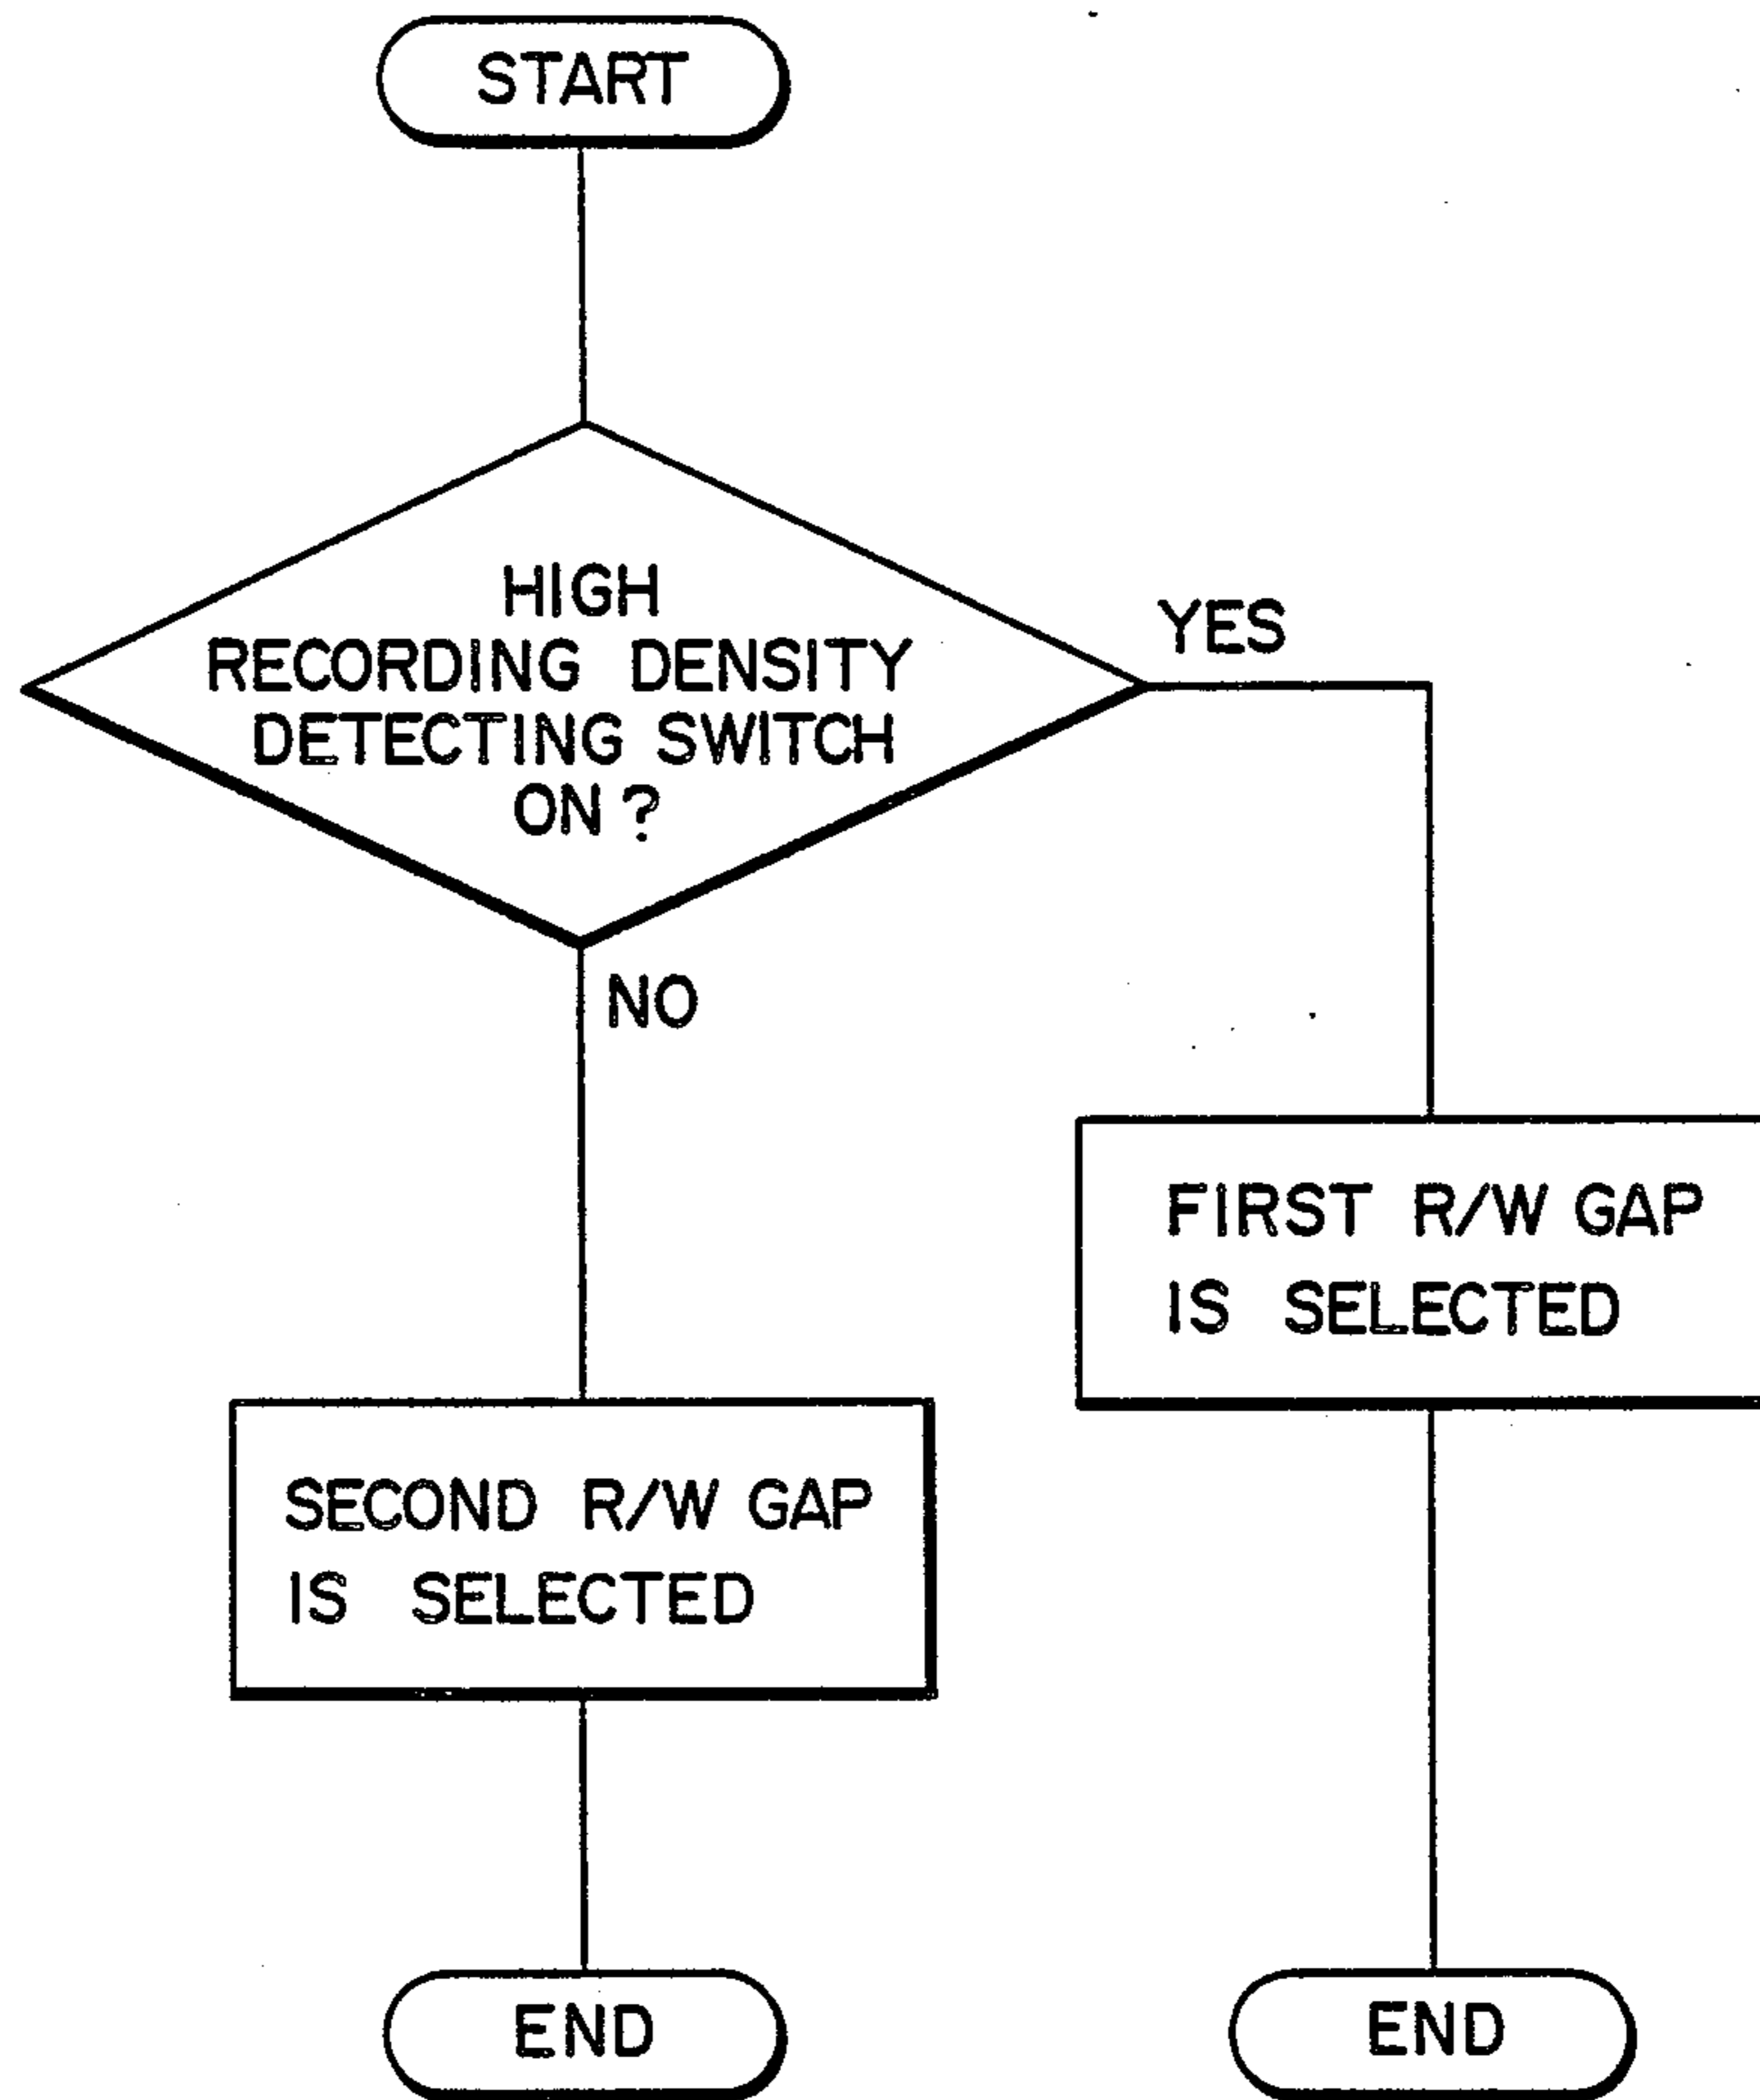 START
HIGH
RECORDING DENSITY
DETECTING SWITCH
ON?
YES
NO
FIRST R/W GAP
IS SELECTED
SECOND R/W GAP
IS SELECTED
END
END